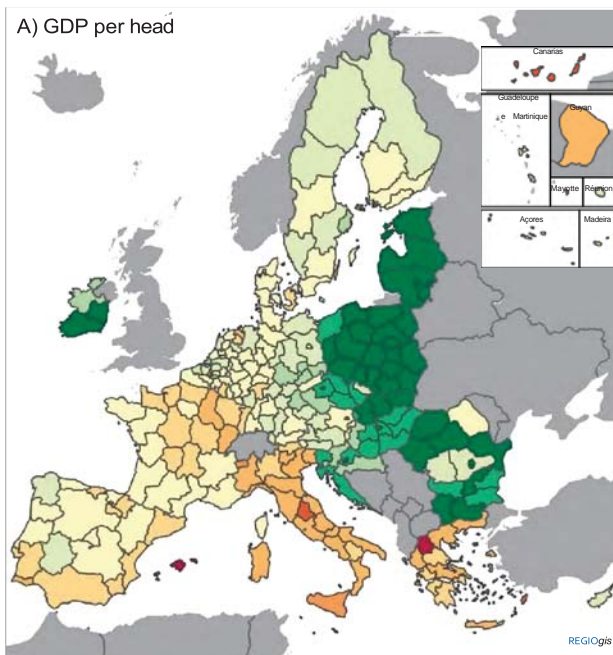 A) GDP per head
Canarias
Guadeloupe
e Martinique
Guyan
Mayotte
Réunion
Açores
Madeira
REGIOgis